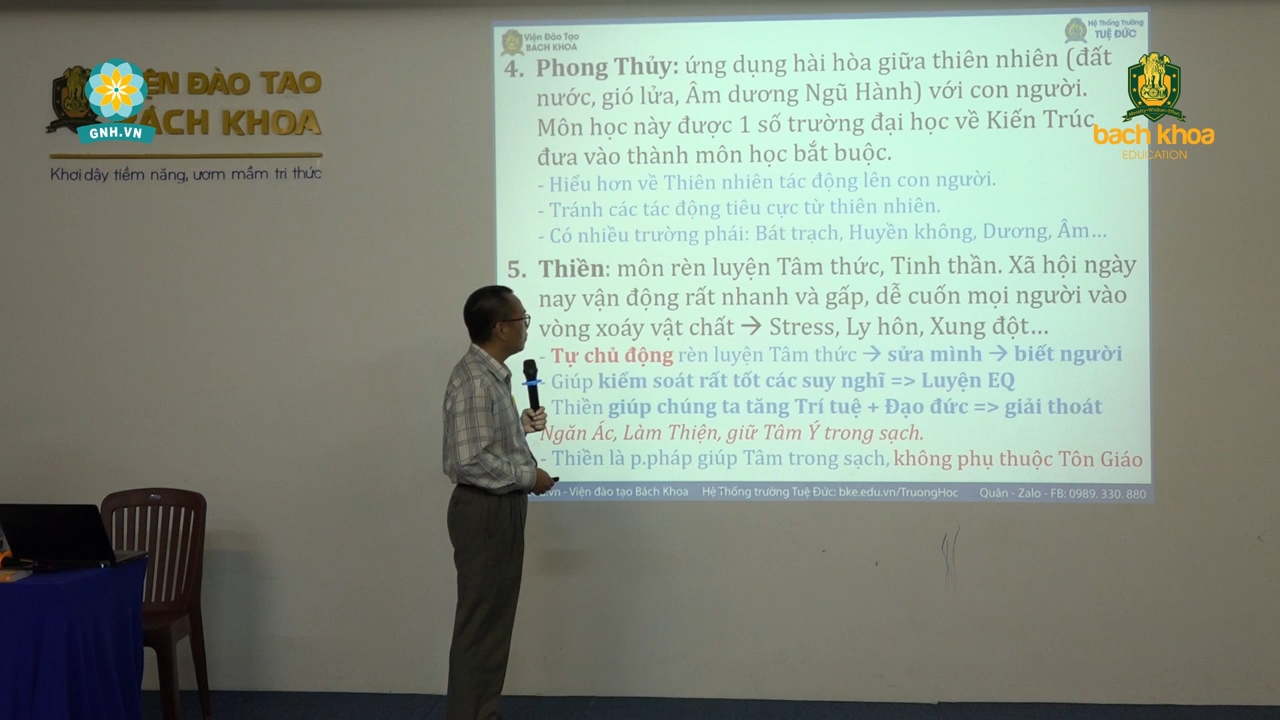 VIỆN ĐÀO TẠO
BÁCH KHOA
GNH.VN
Khơi dậy tiềm năng, ươm mầm tri thức
Viện Đào Tạo
BÁCH KHOA
Hệ Thống Trường
TUỆ ĐỨC
4. Phong Thủy: ứng dụng hài hòa giữa thiên nhiên (đất
nước, gió lửa, Âm dương Ngũ Hành) với con người.
Môn học này được 1 số trường đại học về Kiến Trúc
đưa vào thành môn học bắt buộc.
- Hiểu hơn về Thiên nhiên tác động lên con người.
- Tránh các tác động tiêu cực từ thiên nhiên.
- Có nhiều trường phái: Bát trạch, Huyền không, Dương, Âm...
5. Thiền: môn rèn luyện Tâm thức, Tinh thần. Xã hội ngày
nay vận động rất nhanh và gấp, dễ cuốn mọi người vào
vòng xoáy vật chất → Stress, Ly hôn, Xung đột...
- Tự chủ động rèn luyện Tâm thức → sửa mình → biết người
Giúp kiểm soát rất tốt các suy nghĩ => Luyện EQ
Thiền giúp chúng ta tăng Trí tuệ + Đạo đức => giải thoát
Ngăn Ác, Làm Thiện, giữ Tâm Ý trong sạch.
- Thiền là p.pháp giúp Tâm trong sạch, không phụ thuộc Tôn Giáo
.vn - Viện đào tạo Bách Khoa Hệ Thống trường Tuệ Đức: bke.edu.vn/TruongHoc Quân - Zalo - FB: 0989. 330. 880
bach khoa
EDUCATION